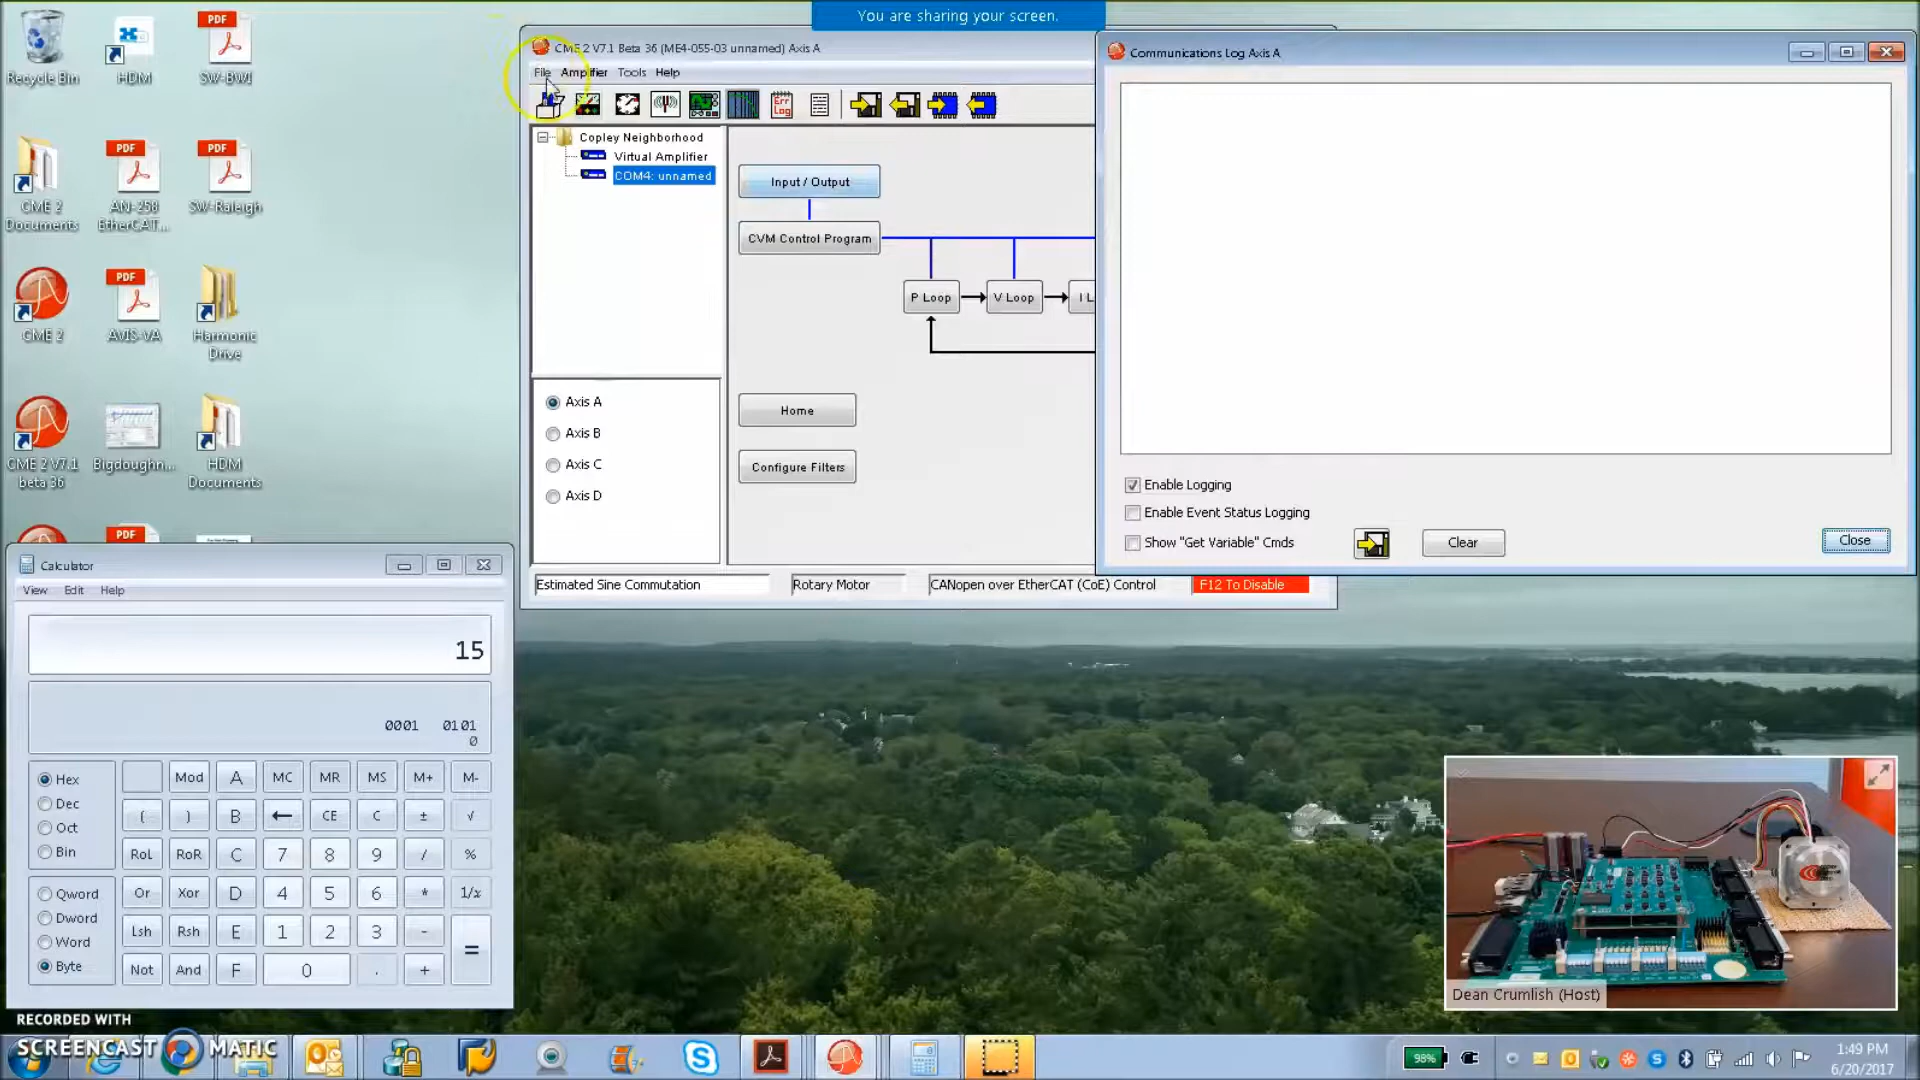 You are sharing your screen.
Recycle Bin
HDM
PDF
SW-BWI
CME 2 Documents
PDF
AN-258 EtherCAT...
PDF
SW-Raleigh
CME 2
PDF
AVIS-VA
Harmonic Drive
CME 2 V7.1 beta 36
Bigdoughn...
HDM Documents
PDF
CME 2 V7.1 Beta 36 (ME4-055-03 unnamed) Axis A
File Amplifier Tools Help
Err Log
Copley Neighborhood
Virtual Amplifier
COM4: unnamed
Axis A
Axis B
Axis C
Axis D
Input / Output
CVM Control Program
P Loop
V Loop
I L
Home
Configure Filters
Estimated Sine Commutation
Rotary Motor
CANopen over EtherCAT (CoE) Control
F12 To Disable
Communications Log Axis A
Enable Logging
Enable Event Status Logging
Show "Get Variable" Cmds
Clear
Close
Calculator
View Edit Help
15
0001 0101
0
Hex
Dec
Oct
Bin
Qword
Dword
Word
Byte
Mod A MC MR MS M+ M-
( ) B ← CE C ± √
RoL RoR C 7 8 9 / %
Or Xor D 4 5 6 * 1/x
Lsh Rsh E 1 2 3 - =
Not And F 0 . +
Dean Crumlish (Host)
RECORDED WITH
SCREENCAST MATIC
98%
1:49 PM
6/20/2017